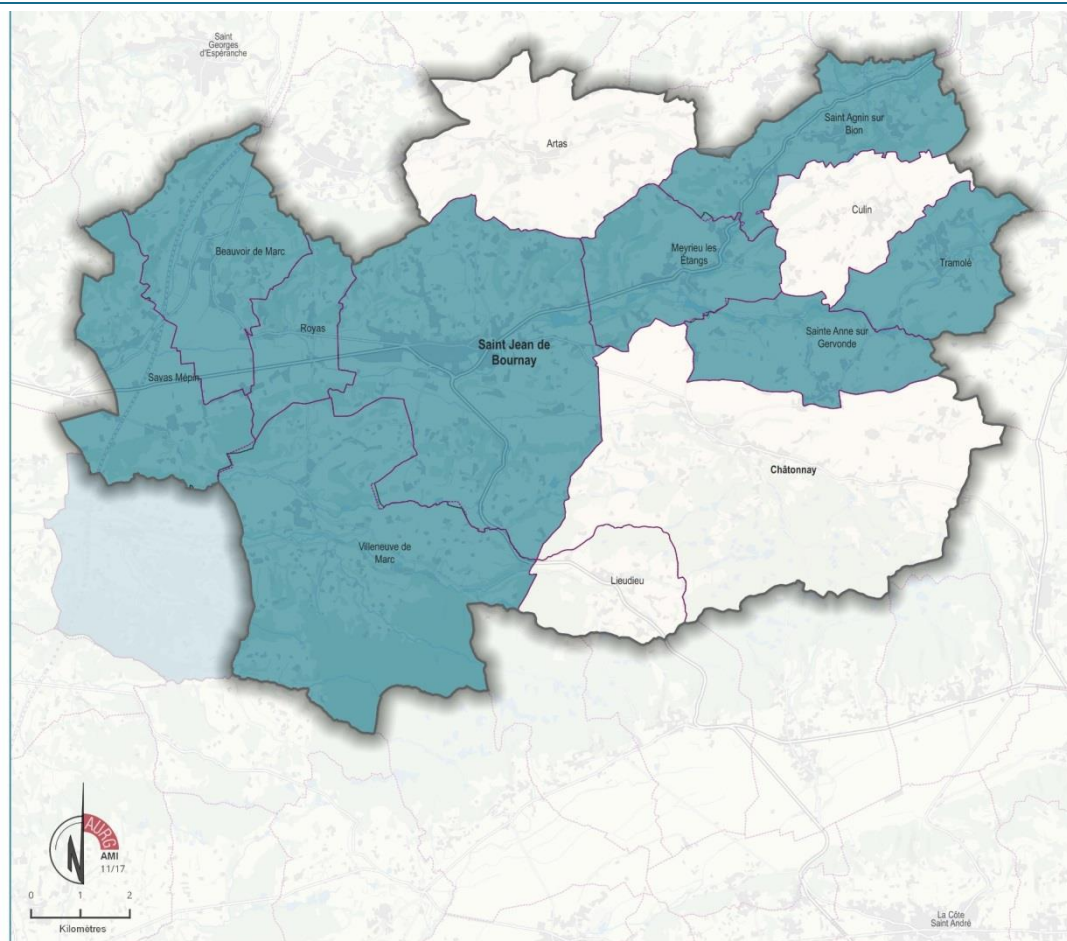 Saint
Georges
d'Espéranche
Artas
Saint Agnin sur
Bion
Culin
Beauvoir de Marc
Meyrieu les
Étangs
Tramolé
Royas
Sainte Anne sur
Gervonde
Saint Jean de
Bournay
Savas Mépin
Châtonnay
Villeneuve de
Marc
Lieudieu
AURG
N
AMI
11/17
0 1 2
Kilomètres
La Côte
Saint André